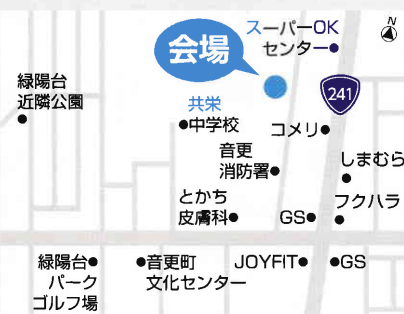 N
スーパーOK
センター
会場
241
緑陽台
近隣公園
共栄
中学校
コメリ
音更
消防署
しまむら
とかち
皮膚科
GS
フクハラ
緑陽台
パーク
ゴルフ場
音更町
文化センター
JOYFIT
GS